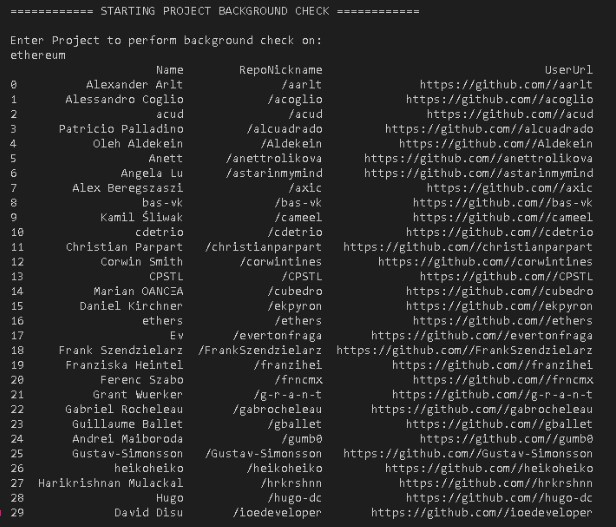 ============ STARTING PROJECT BACKGROUND CHECK ============
Enter Project to perform background check on:
ethereum
Name RepoNickname UserUrl
0 Alexander Arlt /aarlt https://github.com//aarlt
1 Alessandro Coglio /acoglio https://github.com//acoglio
2 acud /acud https://github.com//acud
3 Patricio Palladino /alcuadrado https://github.com//alcuadrado
4 Oleh Aldekein /Aldekein https://github.com//Aldekein
5 Anett /anettrolikova https://github.com//anettrolikova
6 Angela Lu /astarinmymind https://github.com//astarinmymind
7 Alex Beregszaszi /axic https://github.com//axic
8 bas-vk /bas-vk https://github.com//bas-vk
9 Kamil Śliwak /cameel https://github.com//cameel
10 cdetrio /cdetrio https://github.com//cdetrio
11 Christian Parpart /christianparpart https://github.com//christianparpart
12 Corwin Smith /corwintines https://github.com//corwintines
13 CPSTL /CPSTL https://github.com//CPSTL
14 Marian OANCEA /cubedro https://github.com//cubedro
15 Daniel Kirchner /ekpyron https://github.com//ekpyron
16 ethers /ethers https://github.com//ethers
17 Ev /evertonfraga https://github.com//evertonfraga
18 Frank Szendzielarz /FrankSzendzielarz https://github.com//FrankSzendzielarz
19 Franziska Heintel /franzihei https://github.com//franzihei
20 Ferenc Szabo /frncmx https://github.com//frncmx
21 Grant Wuerker /g-r-a-n-t https://github.com//g-r-a-n-t
22 Gabriel Rocheleau /gabrocheleau https://github.com//gabrocheleau
23 Guillaume Ballet /gballet https://github.com//gballet
24 Andrei Maiboroda /gumb0 https://github.com//gumb0
25 Gustav-Simonsson /Gustav-Simonsson https://github.com//Gustav-Simonsson
26 heikoheiko /heikoheiko https://github.com//heikoheiko
27 Harikrishnan Mulackal /hrkrshnn https://github.com//hrkrshnn
28 Hugo /hugo-dc https://github.com//hugo-dc
29 David Disu /ioedeveloper https://github.com//ioedeveloper